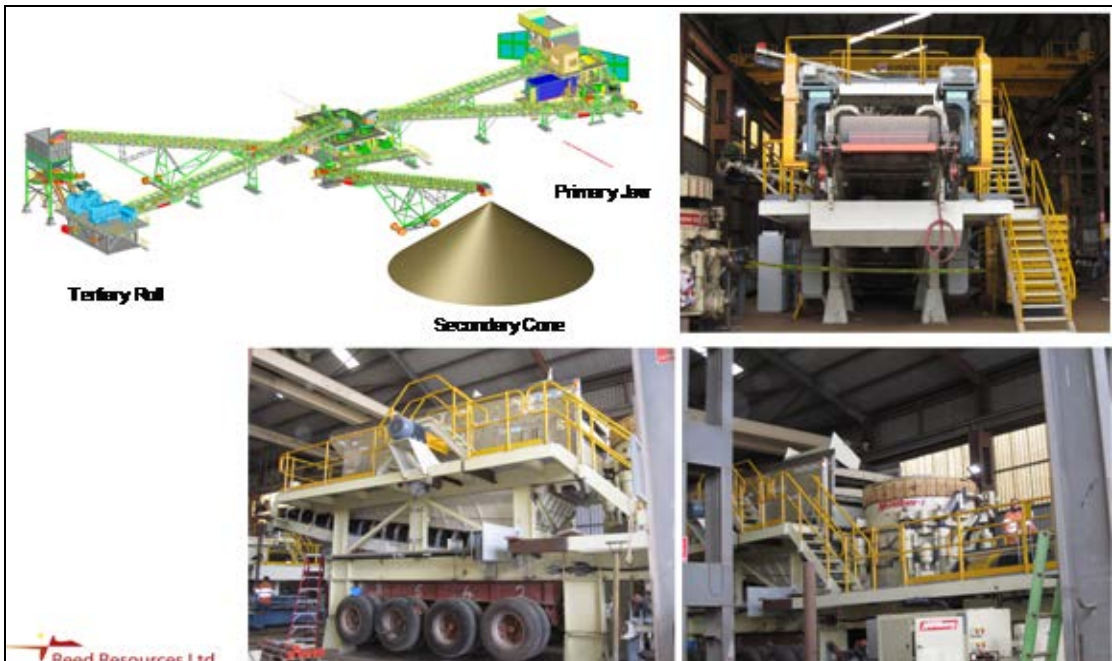 Primary Jaw
Tertiary Roll
Secondary Cone
Reed Resources Ltd